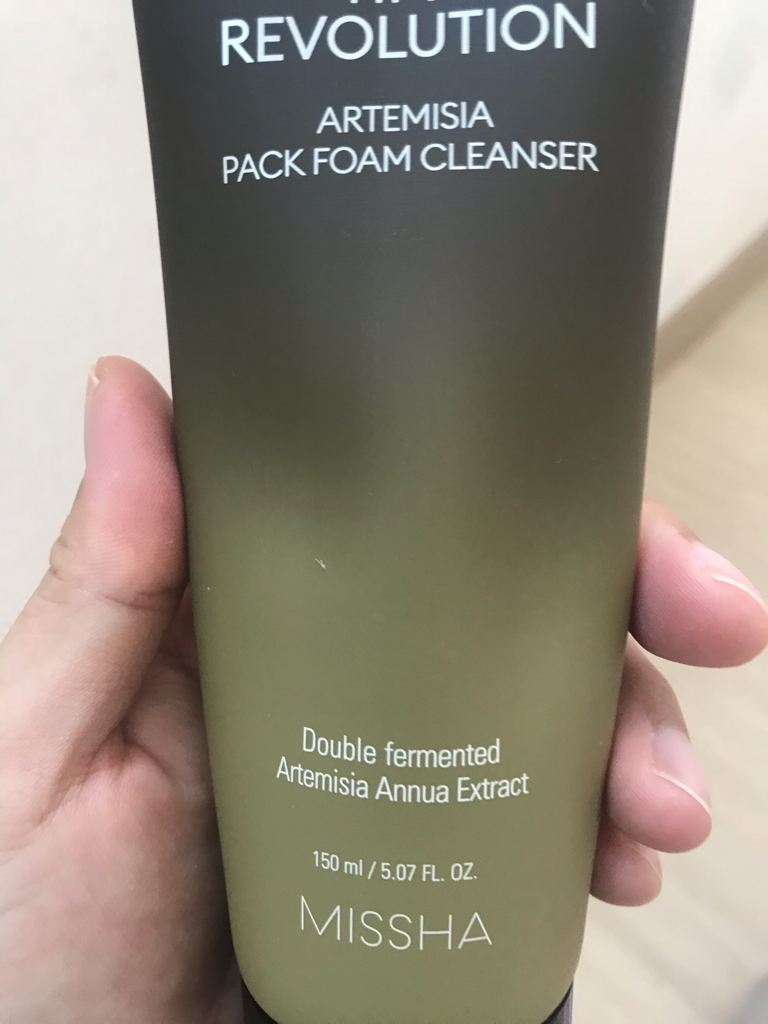 REVOLUTION
ARTEMISIA
PACK FOAM CLEANSER
Double fermented
Artemisia Annua Extract
150 ml / 5.07 FL. OZ.
MISSHA